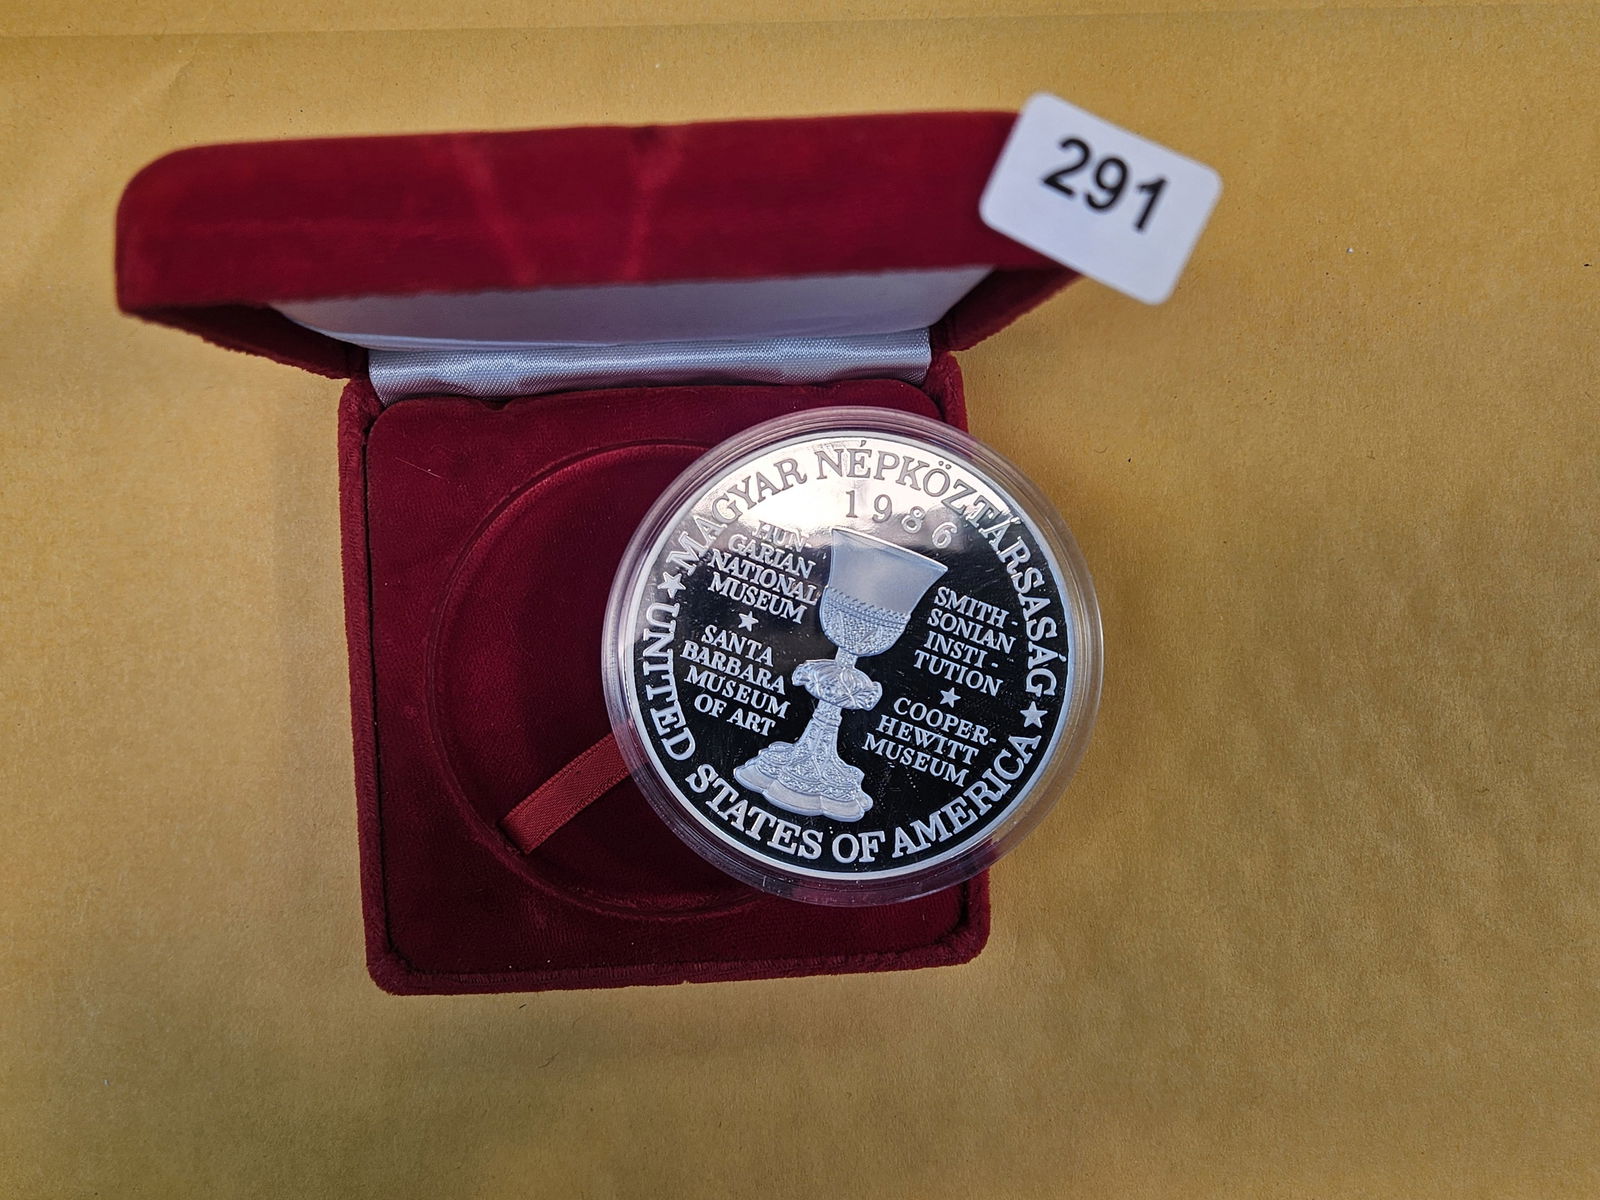 291
MAGYAR NÉPKÖZTÁRSASÁG
1986
HUN-
GARIAN
NATIONAL
MUSEUM
SANTA
BARBARA
MUSEUM
OF ART
SMITH-
SONIAN
INSTI-
TUTION
COOPER-
HEWITT
MUSEUM
UNITED STATES OF AMERICA